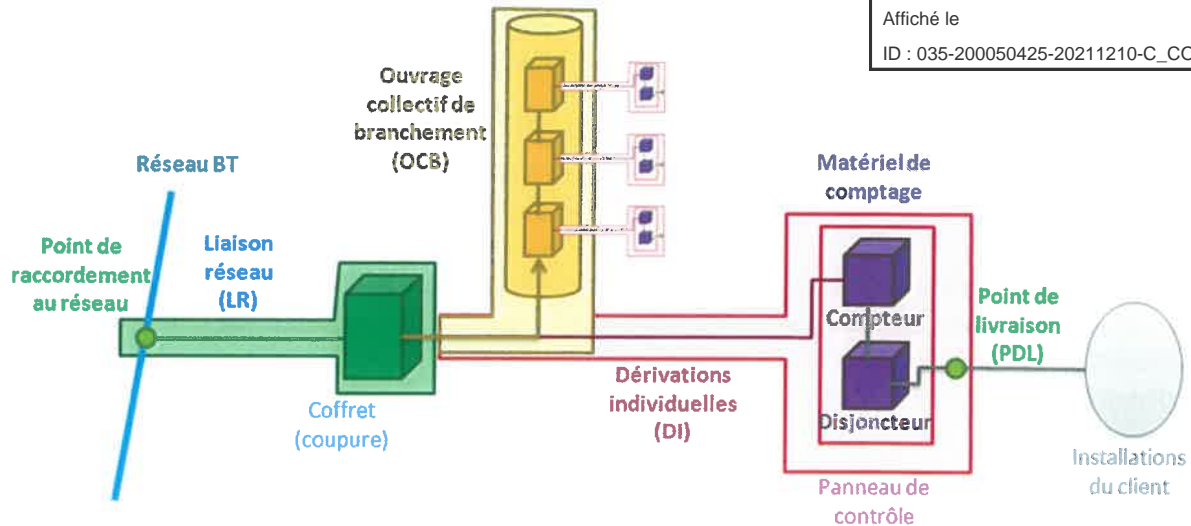 Affiché le
ID : 035-200050425-20211210-C_CC
Ouvrage
collectif de
branchement
(OCB)
Réseau BT
Matériel de
comptage
Point de
raccordement
au réseau
Liaison
réseau
(LR)
Compteur
Point de
livraison
(PDL)
Dérivations
individuelles
(DI)
Disjoncteur
Coffret
(coupure)
Installations
du client
Panneau de
contrôle